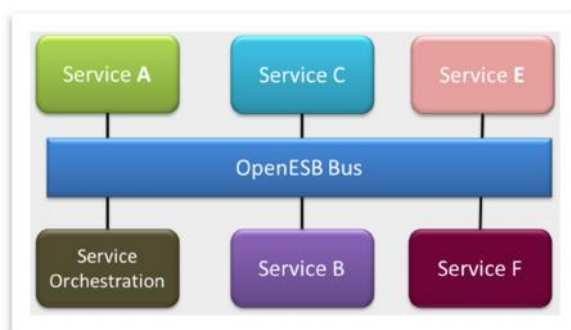 Service A
Service C
Service E
OpenESB Bus
Service
Orchestration
Service B
Service F